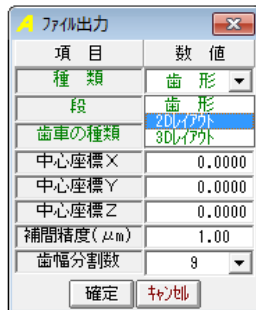 ファイル出力
項 目 数 値
種 類 歯 形
段 歯 形
2Dレイアウト
歯車の種類 3Dレイアウト
中心座標X 0.0000
中心座標Y 0.0000
中心座標Z 0.0000
補間精度(μm) 1.00
歯幅分割数 9
確定 キャンセル